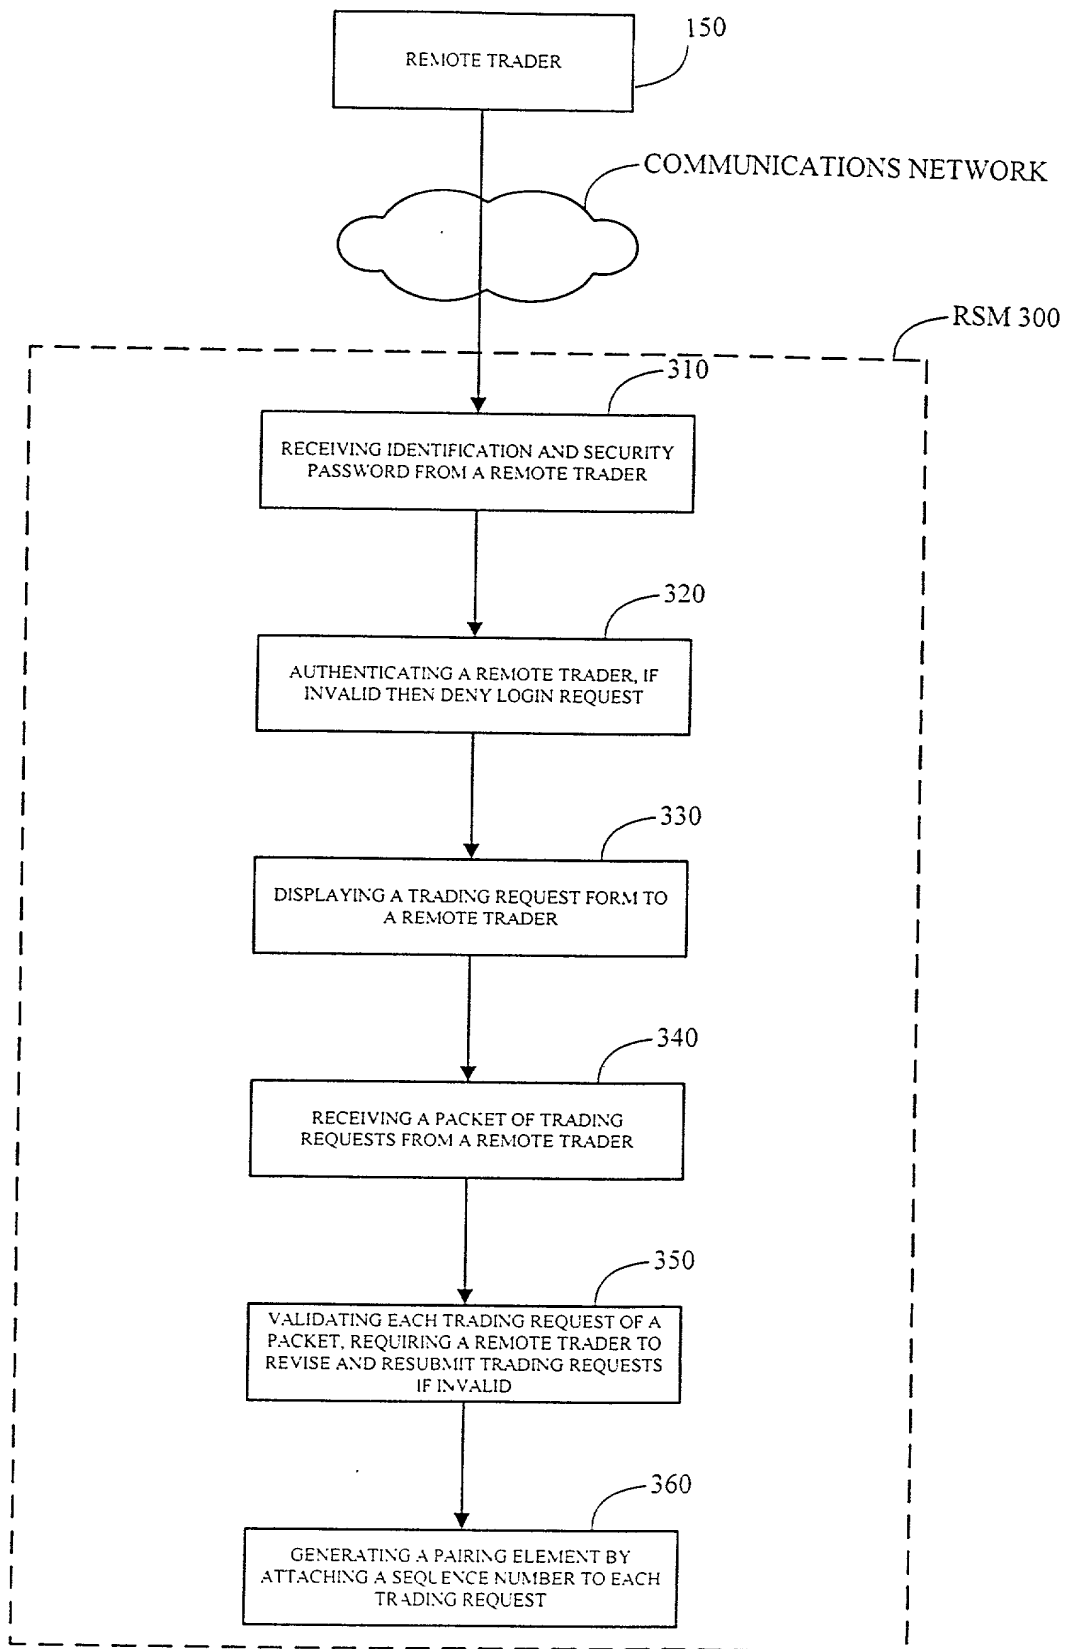 150
REMOTE TRADER
COMMUNICATIONS NETWORK
RSM 300
310
RECEIVING IDENTIFICATION AND SECURITY
PASSWORD FROM A REMOTE TRADER
320
AUTHENTICATING A REMOTE TRADER, IF
INVALID THEN DENY LOGIN REQUEST
330
DISPLAYING A TRADING REQUEST FORM TO
A REMOTE TRADER
340
RECEIVING A PACKET OF TRADING
REQUESTS FROM A REMOTE TRADER
350
VALIDATING EACH TRADING REQUEST OF A
PACKET, REQUIRING A REMOTE TRADER TO
REVISE AND RESUBMIT TRADING REQUESTS
IF INVALID
360
GENERATING A PAIRING ELEMENT BY
ATTACHING A SEQUENCE NUMBER TO EACH
TRADING REQUEST